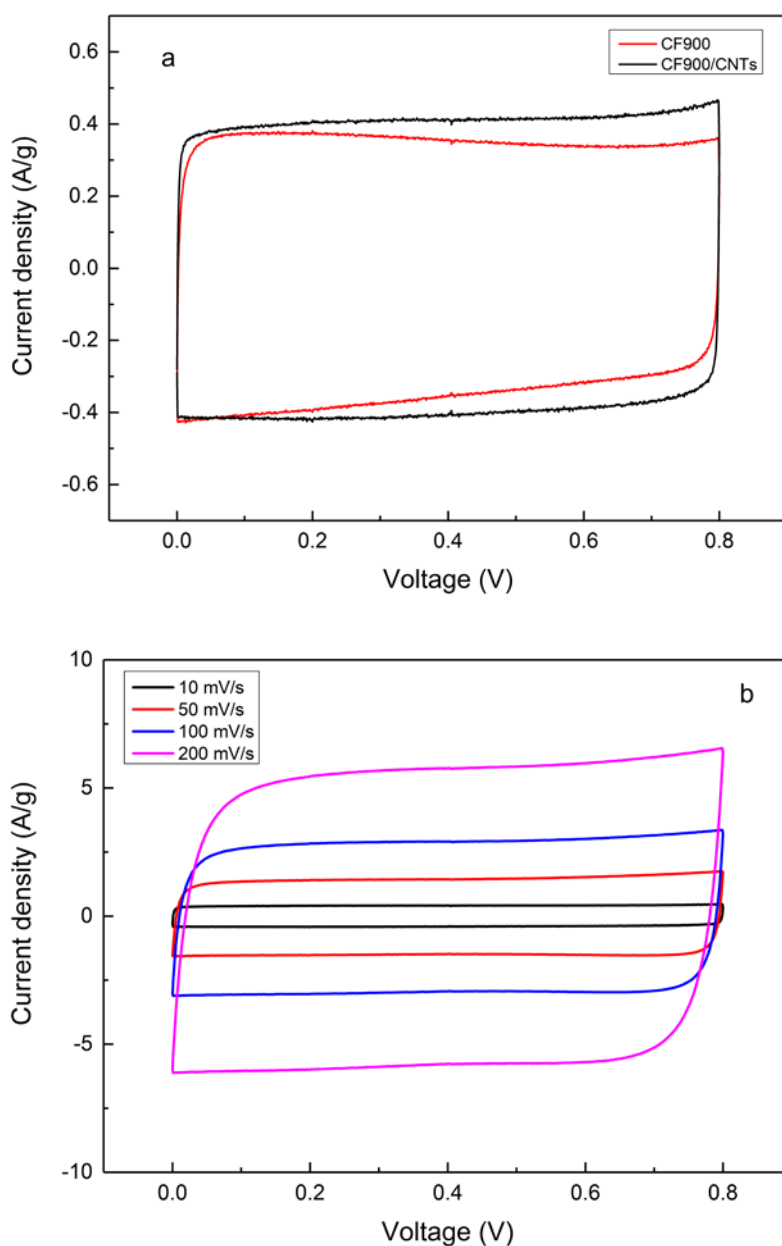 a
CF900
CF900/CNTs
0.6
0.4
0.2
0.0
-0.2
-0.4
-0.6
Current density (A/g)
0.0 0.2 0.4 0.6 0.8
Voltage (V)
b
10 mV/s
50 mV/s
100 mV/s
200 mV/s
10
5
0
-5
-10
Current density (A/g)
0.0 0.2 0.4 0.6 0.8
Voltage (V)